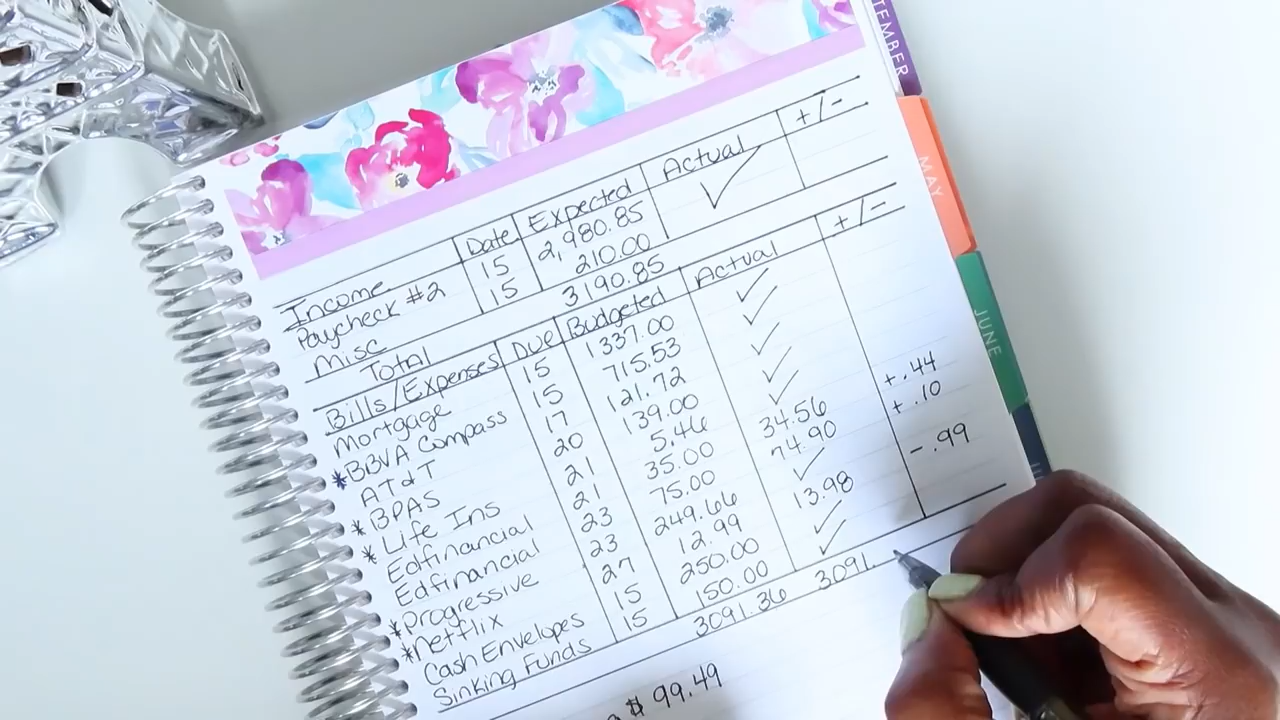 TEMBER
MAY
JUNE
Income Date Expected Actual +/-
Paycheck #2 15 2,980.85 ✓
Misc 15 210.00
Total 3190.85
Bills/Expenses Due Budgeted Actual +/-
Mortgage 15 1337.00 ✓
*BBVA Compass 15 715.53 ✓
AT&T 17 121.72 ✓
*BPAS 20 139.00 ✓
*Life Ins 21 5.46 ✓
Edfinancial 21 35.00 34.56 +.44
Edfinancial 23 75.00 74.90 +.10
*Progressive 23 249.66 ✓
*Netflix 27 12.99 13.98 -.99
Cash Envelopes 15 250.00 ✓
Sinking Funds 15 150.00 ✓
3091.36 3091.
$99.49